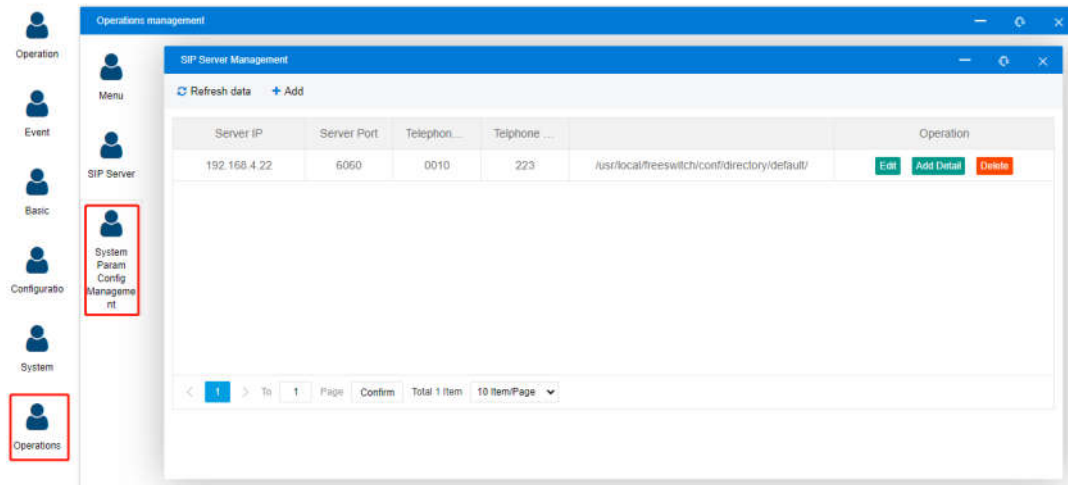 Operation
Event
Basic
Configuratio
System
Operations
Operations management
Menu
SIP Server
System
Param
Config
Manageme
nt
SIP Server Management
Refresh data + Add
Server IP Server Port Telephon... Telphone ... Operation
192.168.4.22 6060 0010 223 /usr/local/freeswitch/conf/directory/default/ Edit Add Detail Delete
< 1 > To 1 Page Confirm Total 1 Item 10 Item/Page